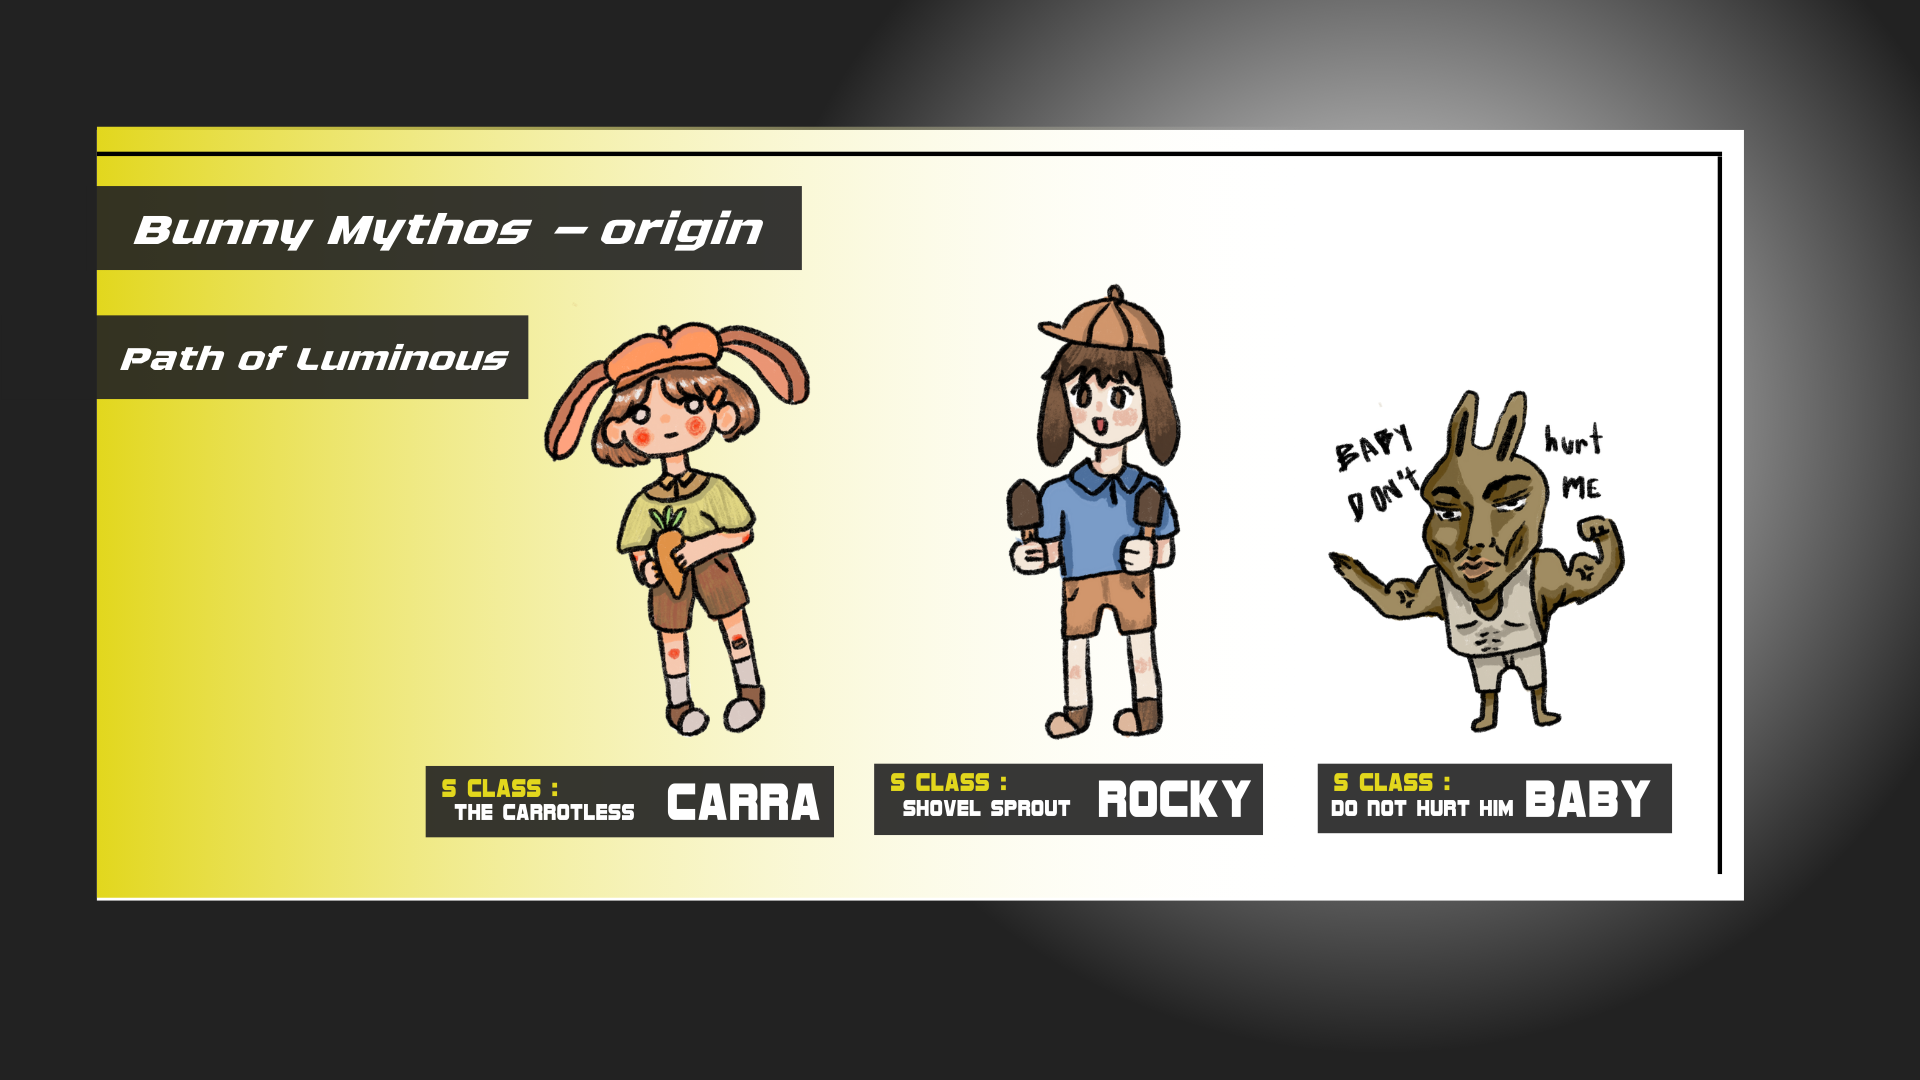 Bunny Mythos - origin
Path of Luminous
BABY
DON't
hurt
ME
S CLASS :
THE CARROTLESS
CARRA
S CLASS :
SHOVEL SPROUT
ROCKY
S CLASS :
DO NOT HURT HIM
BABY